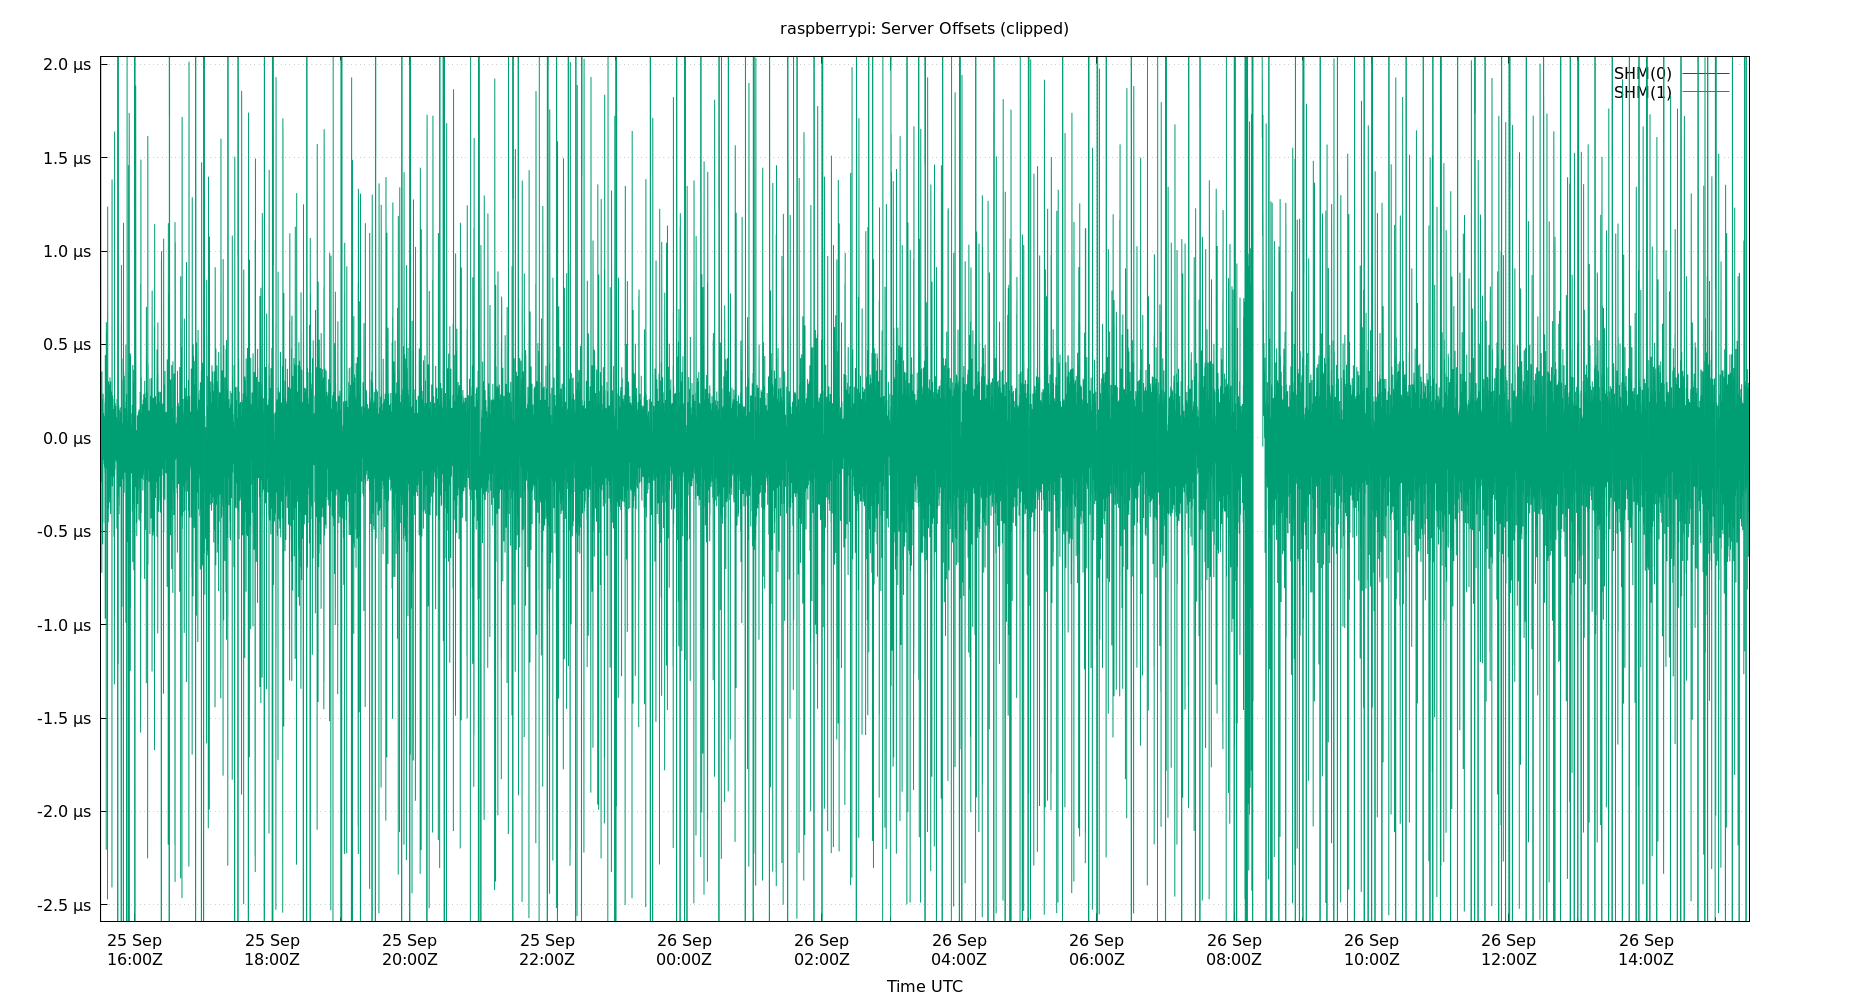 raspberrypi: Server Offsets (clipped)
SHM(0)
SHM(1)
2.0 µs
1.5 µs
1.0 µs
0.5 µs
0.0 µs
-0.5 µs
-1.0 µs
-1.5 µs
-2.0 µs
-2.5 µs
25 Sep 25 Sep 25 Sep 25 Sep 26 Sep 26 Sep 26 Sep 26 Sep 26 Sep 26 Sep 26 Sep 26 Sep
16:00Z 18:00Z 20:00Z 22:00Z 00:00Z 02:00Z 04:00Z 06:00Z 08:00Z 10:00Z 12:00Z 14:00Z
Time UTC